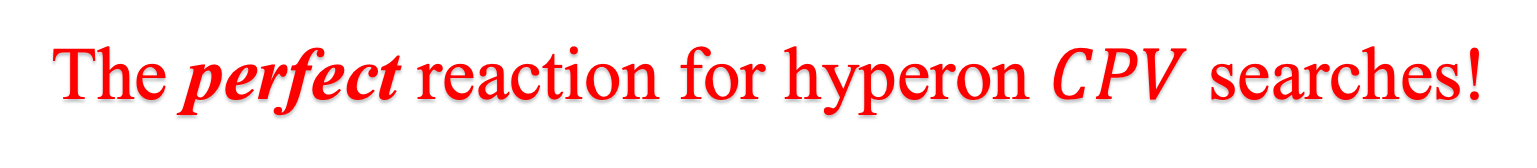 The perfect reaction for hyperon CPV searches!